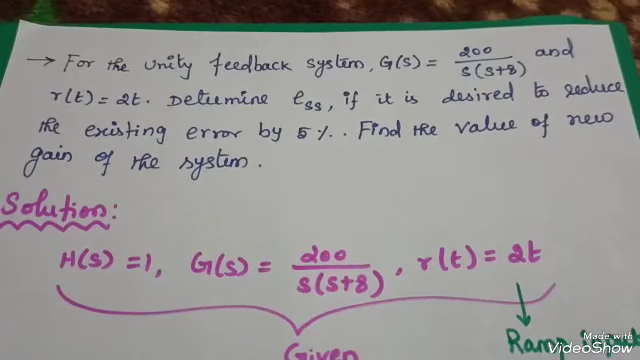 → For the unity feedback system, G(s) = 200 / s(s+8) and
r(t) = 2t. Determine ess, if it is desired to reduce
the existing error by 5%. Find the value of new
gain of the system.
Solution:
H(s) = 1, G(s) = 200 / s(s+8), r(t) = 2t
Given
Ramp
Made with
VideoShow